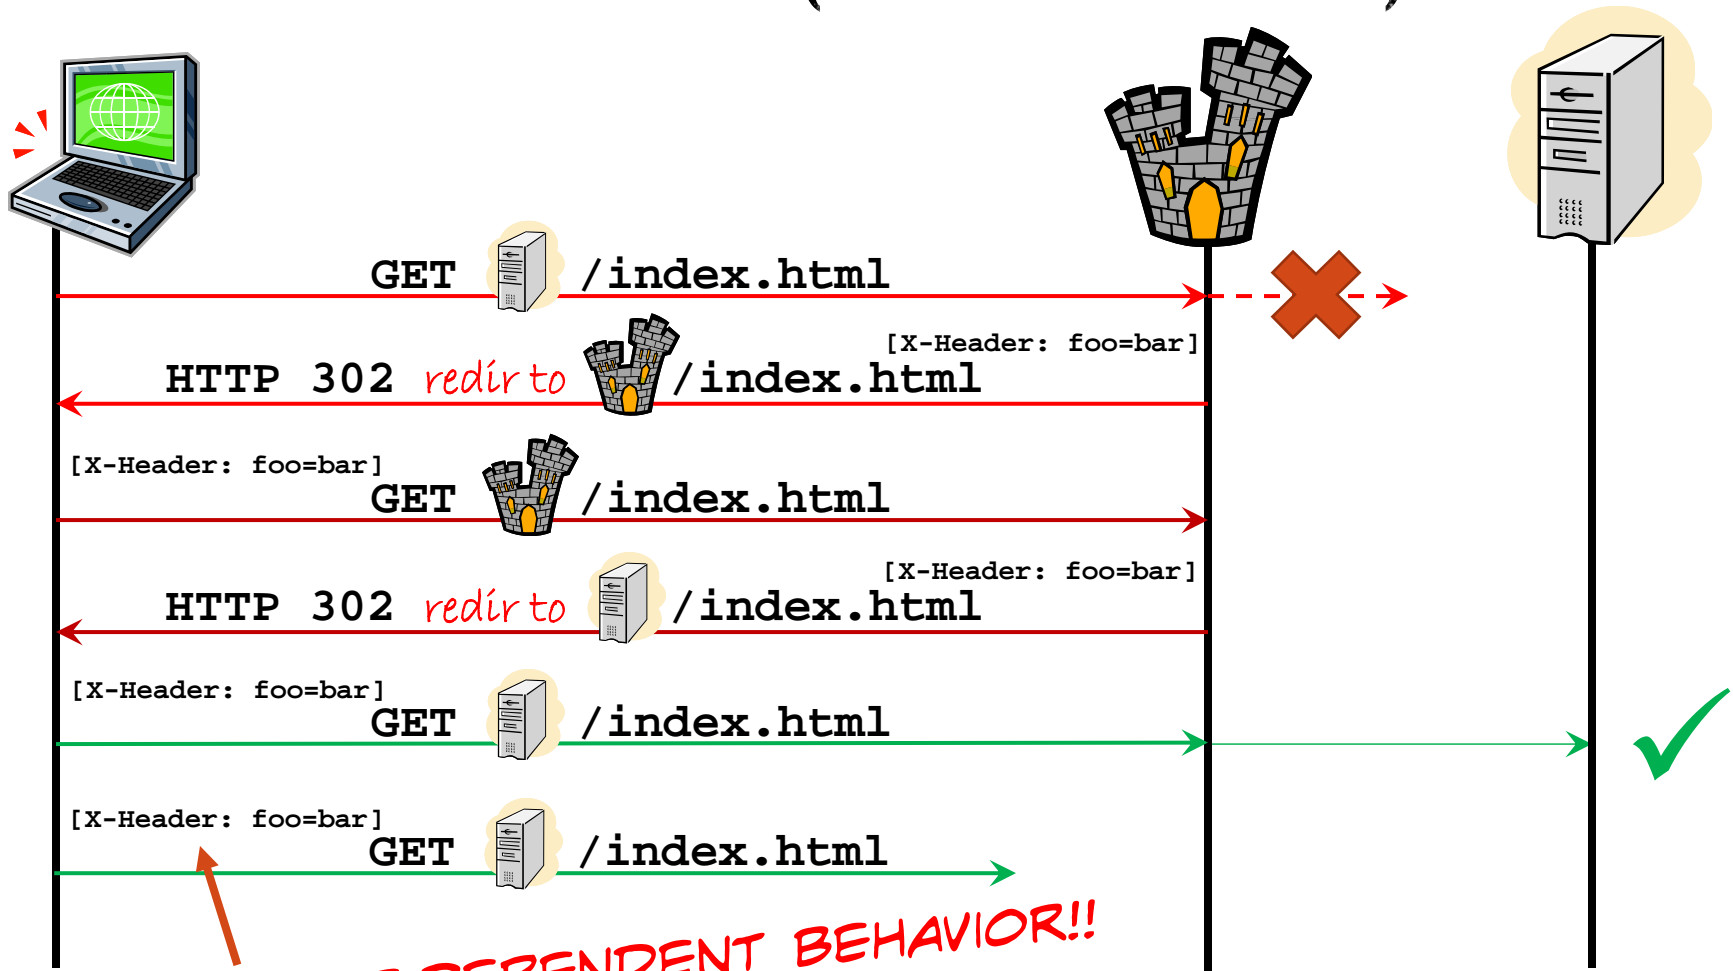 GET /index.html
[X-Header: foo=bar]
HTTP 302 redir to /index.html
[X-Header: foo=bar]
GET /index.html
[X-Header: foo=bar]
HTTP 302 redir to /index.html
[X-Header: foo=bar]
GET /index.html
[X-Header: foo=bar]
GET /index.html
DEPENDENT BEHAVIOR!!